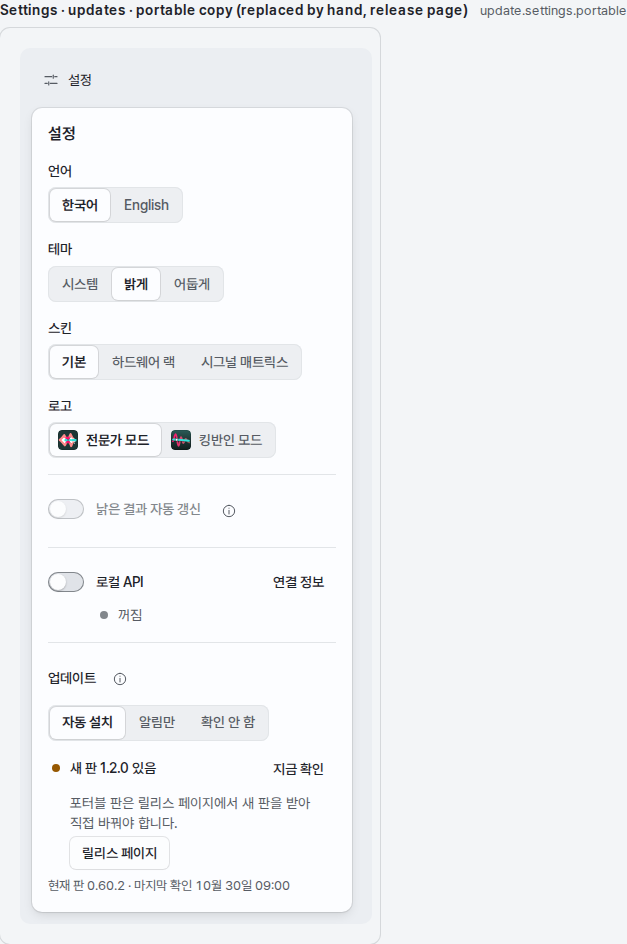 Settings · updates · portable copy (replaced by hand, release page) update.settings.portable
설정
설정
언어
한국어 English
테마
시스템 밝게 어둡게
스킨
기본 하드웨어 랙 시그널 매트릭스
로고
전문가 모드 킹반인 모드
낡은 결과 자동 갱신
로컬 API 연결 정보
꺼짐
업데이트
자동 설치 알림만 확인 안 함
새 판 1.2.0 있음 지금 확인
포터블 판은 릴리스 페이지에서 새 판을 받아
직접 바꿔야 합니다.
릴리스 페이지
현재 판 0.60.2 · 마지막 확인 10월 30일 09:00